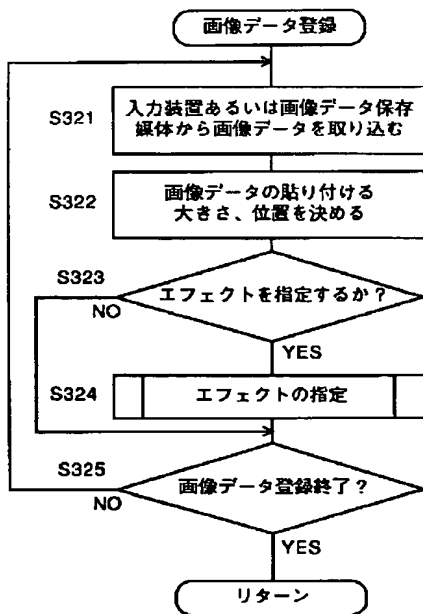 画像データ登録
S321
入力装置あるいは画像データ保存
媒体から画像データを取り込む
S322
画像データの貼り付ける
大きさ、位置を決める
S323
エフェクトを指定するか？
NO
YES
S324
エフェクトの指定
S325
画像データ登録終了？
NO
YES
リターン